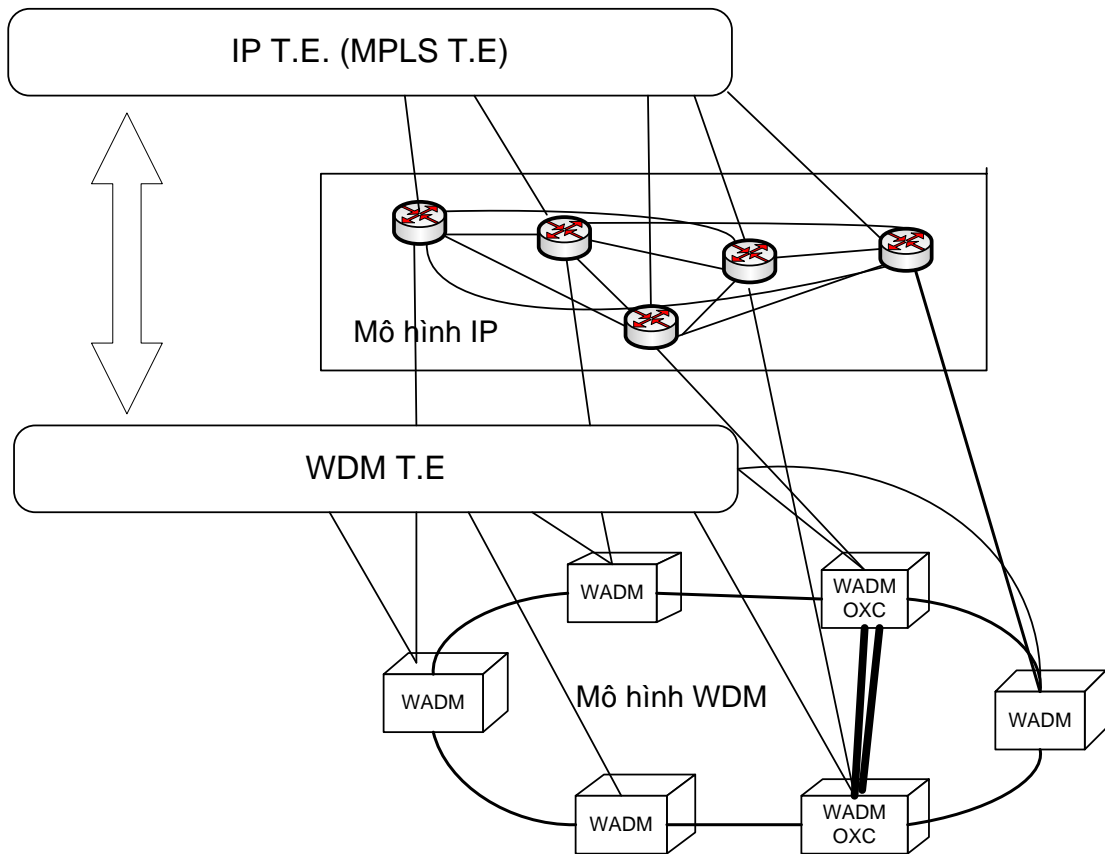 IP T.E. (MPLS T.E)
Mô hình IP
WDM T.E
WADM
WADM
OXC
WADM
Mô hình WDM
WADM
WADM
WADM
OXC